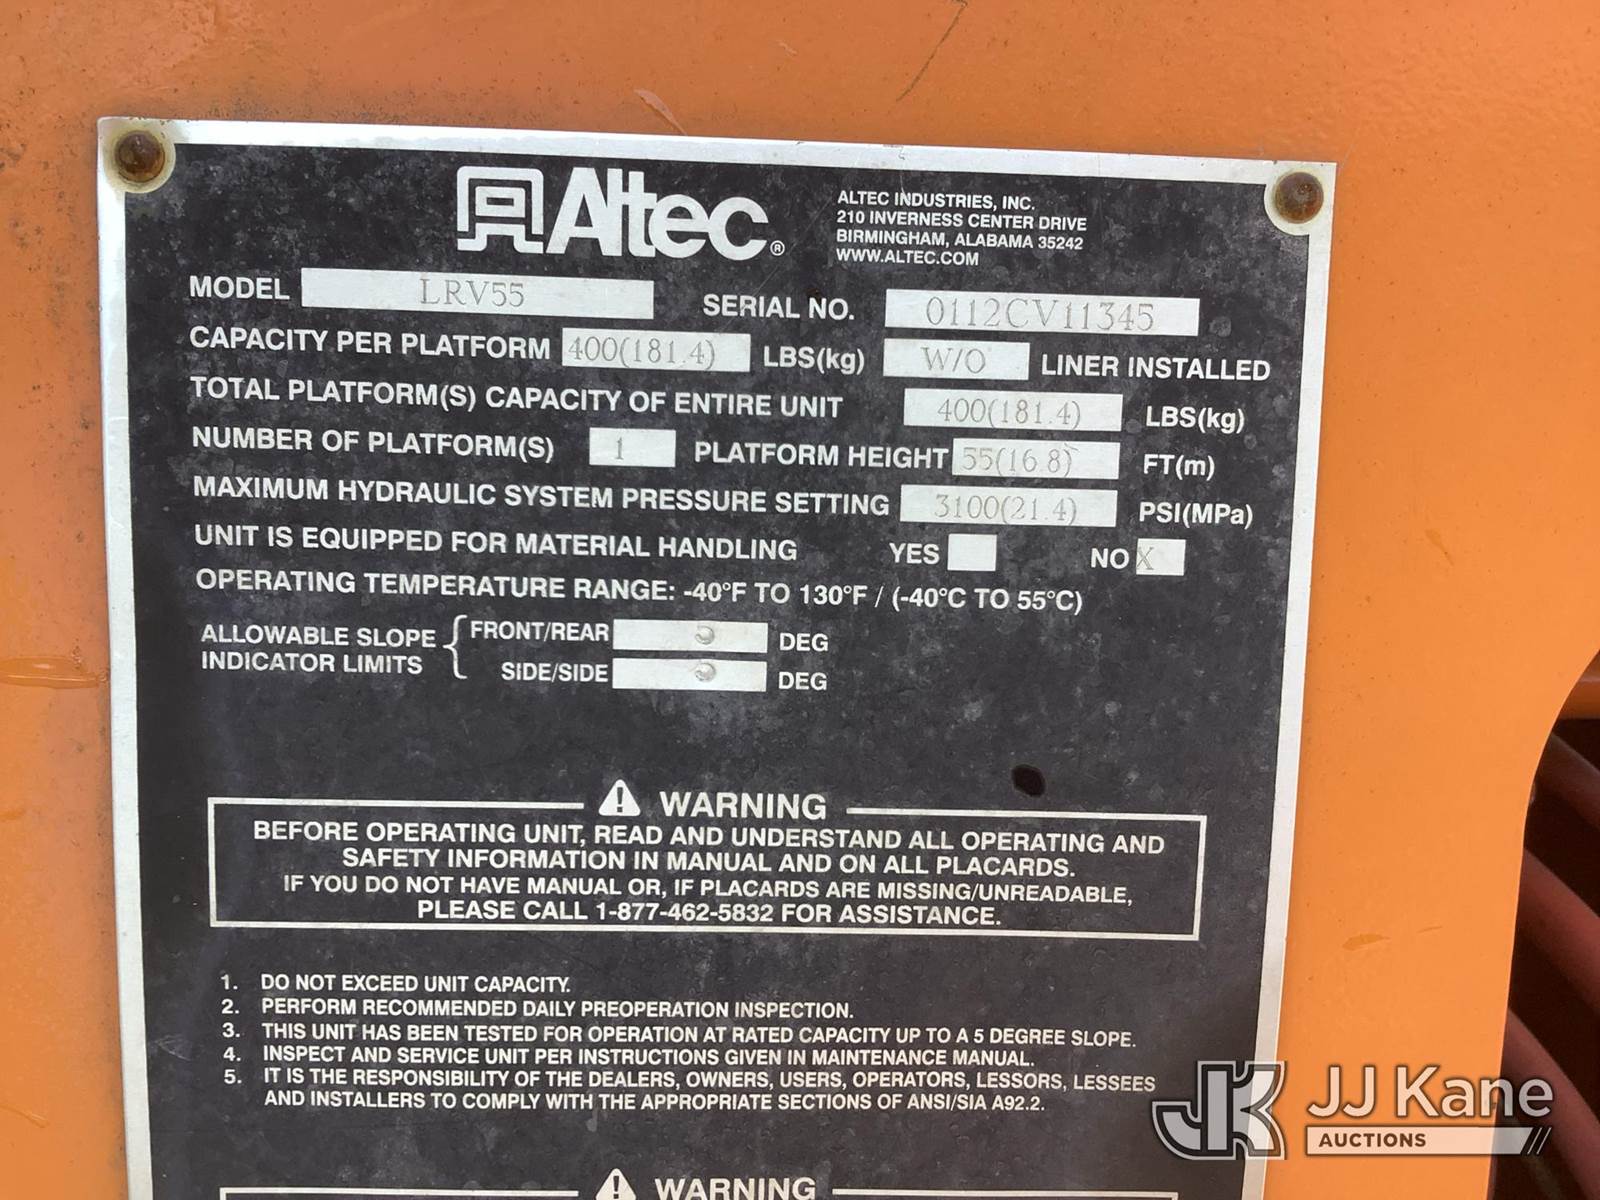 Altec®
ALTEC INDUSTRIES, INC.
210 INVERNESS CENTER DRIVE
BIRMINGHAM, ALABAMA 35242
WWW.ALTEC.COM
MODEL LRV55 SERIAL NO. 0112CV11345
CAPACITY PER PLATFORM 400(181.4) LBS(kg) W/O LINER INSTALLED
TOTAL PLATFORM(S) CAPACITY OF ENTIRE UNIT 400(181.4) LBS(kg)
NUMBER OF PLATFORM(S) 1 PLATFORM HEIGHT 55(16.8) FT(m)
MAXIMUM HYDRAULIC SYSTEM PRESSURE SETTING 3100(21.4) PSI(MPa)
UNIT IS EQUIPPED FOR MATERIAL HANDLING YES NO X
OPERATING TEMPERATURE RANGE: -40°F TO 130°F / (-40°C TO 55°C)
ALLOWABLE SLOPE INDICATOR LIMITS { FRONT/REAR 5 DEG
SIDE/SIDE DEG
⚠ WARNING
BEFORE OPERATING UNIT, READ AND UNDERSTAND ALL OPERATING AND
SAFETY INFORMATION IN MANUAL AND ON ALL PLACARDS.
IF YOU DO NOT HAVE MANUAL OR, IF PLACARDS ARE MISSING/UNREADABLE,
PLEASE CALL 1-877-462-5832 FOR ASSISTANCE.
1. DO NOT EXCEED UNIT CAPACITY.
2. PERFORM RECOMMENDED DAILY PREOPERATION INSPECTION.
3. THIS UNIT HAS BEEN TESTED FOR OPERATION AT RATED CAPACITY UP TO A 5 DEGREE SLOPE.
4. INSPECT AND SERVICE UNIT PER INSTRUCTIONS GIVEN IN MAINTENANCE MANUAL.
5. IT IS THE RESPONSIBILITY OF THE DEALERS, OWNERS, USERS, OPERATORS, LESSORS, LESSEES
AND INSTALLERS TO COMPLY WITH THE APPROPRIATE SECTIONS OF ANSI/SIA A92.2.
⚠ WARNING
JK JJ Kane
AUCTIONS